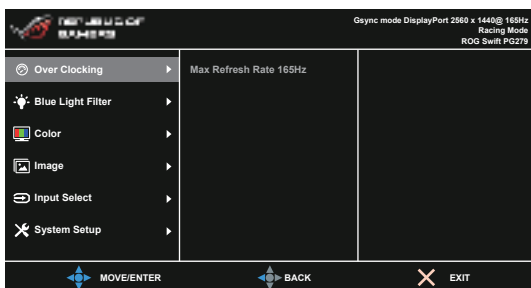 Gsync mode DisplayPort 2560 x 1440@ 165Hz
Racing Mode
ROG Swift PG279
Over Clocking
Max Refresh Rate 165Hz
Blue Light Filter
Color
Image
Input Select
System Setup
MOVE/ENTER
BACK
EXIT